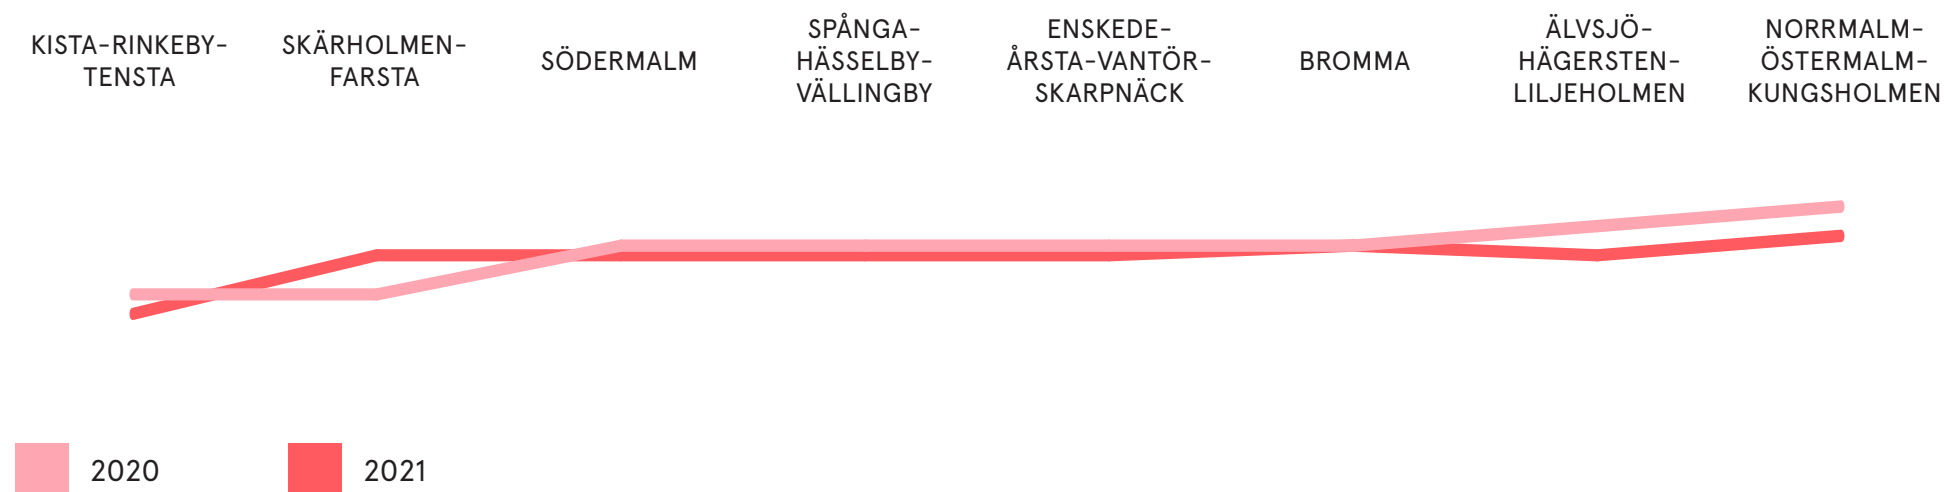 KISTA-RINKEBY-
TENSTA
SKÄRHOLMEN-
FARSTA
SÖDERMALM
SPÅNGA-
HÄSSELBY-
VÄLLINGBY
ENSKEDE-
ÅRSTA-VANTÖR-
SKARPNÄCK
BROMMA
ÄLVSJÖ-
HÄGERSTEN-
LILJEHOLMEN
NORRMALM-
ÖSTERMALM-
KUNGSHOLMEN
2020
2021